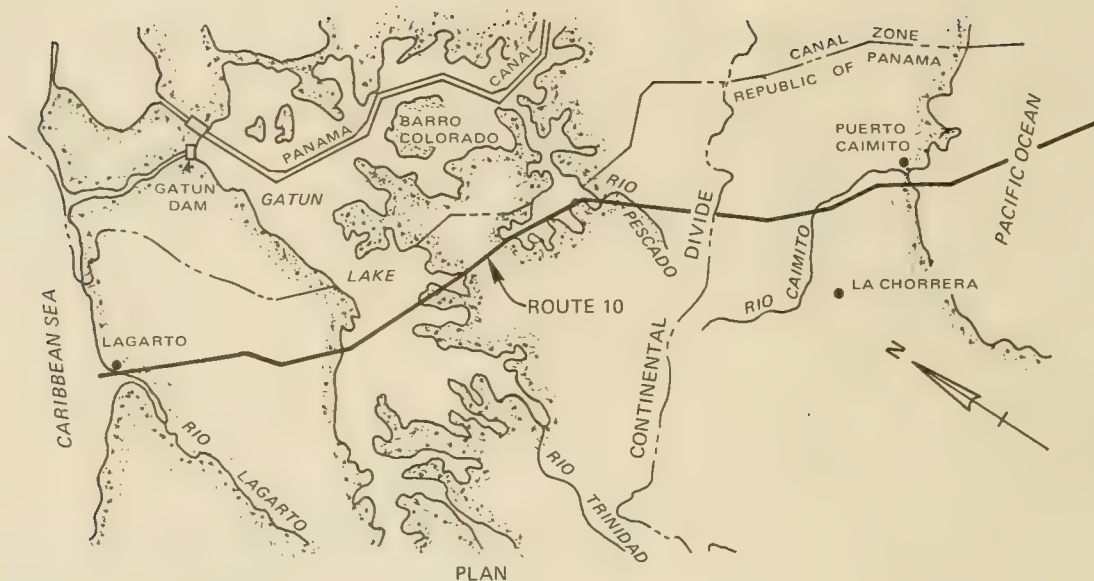 CANAL ZONE
REPUBLIC OF PANAMA
PANAMA CANAL
BARRO
COLORADO
PUERTO
CAIMITO
GATUN
DAM
GATUN
LAKE
RIO
PESCADO
CONTINENTAL DIVIDE
RIO CAIMITO
PACIFIC OCEAN
LA CHORRERA
ROUTE 10
CARIBBEAN SEA
LAGARTO
RIO
LAGARTO
RIO
TRINIDAD
N
PLAN